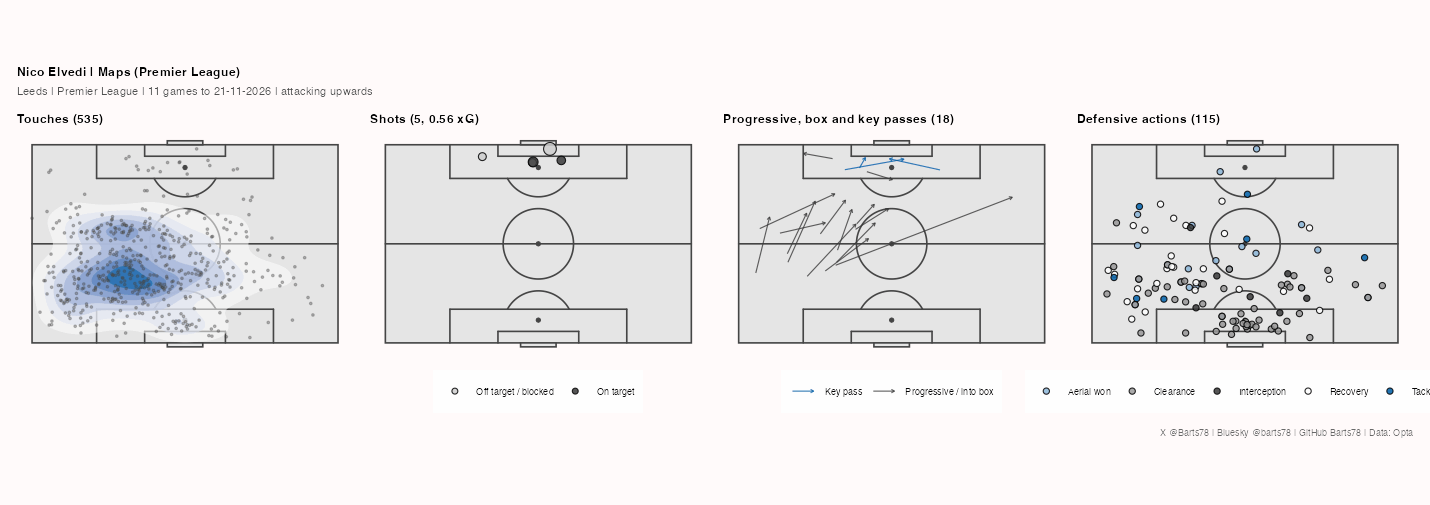 Nico Elvedi | Maps (Premier League)
Leeds | Premier League | 11 games to 21-11-2026 | attacking upwards
Touches (535)
Shots (5, 0.56 xG)
Progressive, box and key passes (18)
Defensive actions (115)
Off target / blocked
On target
Key pass
Progressive / into box
Aerial won
Clearance
Interception
Recovery
Tack
X @Barts78 | Bluesky @barts78 | GitHub Barts78 | Data: Opta